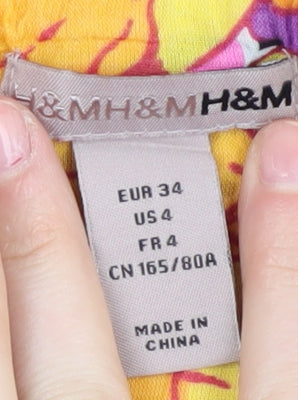 H&MH&MH&M
EUR 34
US 4
FR 4
CN 165/80A
MADE IN
CHINA